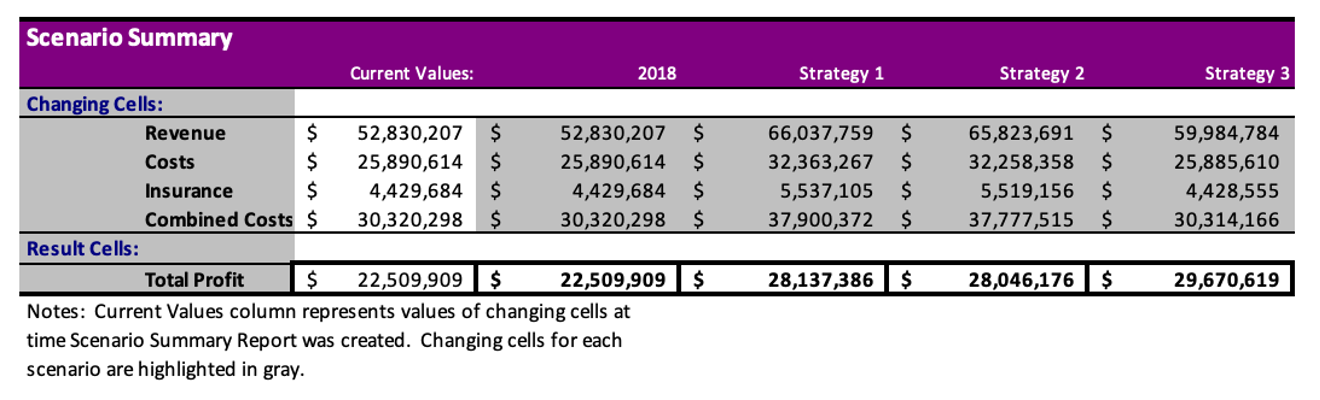 Scenario Summary
Current Values: 2018 Strategy 1 Strategy 2 Strategy 3
Changing Cells:
Revenue $ 52,830,207 $ 52,830,207 $ 66,037,759 $ 65,823,691 $ 59,984,784
Costs $ 25,890,614 $ 25,890,614 $ 32,363,267 $ 32,258,358 $ 25,885,610
Insurance $ 4,429,684 $ 4,429,684 $ 5,537,105 $ 5,519,156 $ 4,428,555
Combined Costs $ 30,320,298 $ 30,320,298 $ 37,900,372 $ 37,777,515 $ 30,314,166
Result Cells:
Total Profit $ 22,509,909 $ 22,509,909 $ 28,137,386 $ 28,046,176 $ 29,670,619
Notes: Current Values column represents values of changing cells at
time Scenario Summary Report was created. Changing cells for each
scenario are highlighted in gray.